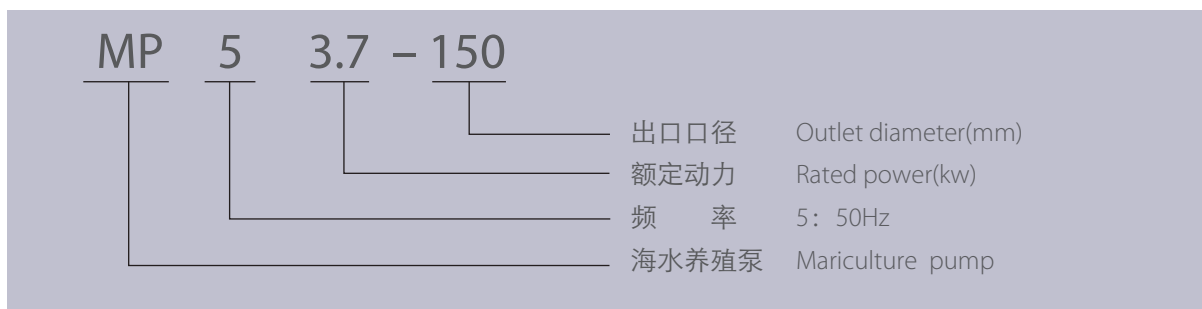 MP 5 3.7 – 150
出口口径 Outlet diameter(mm)
额定动力 Rated power(kw)
频 率 5：50Hz
海水养殖泵 Mariculture pump